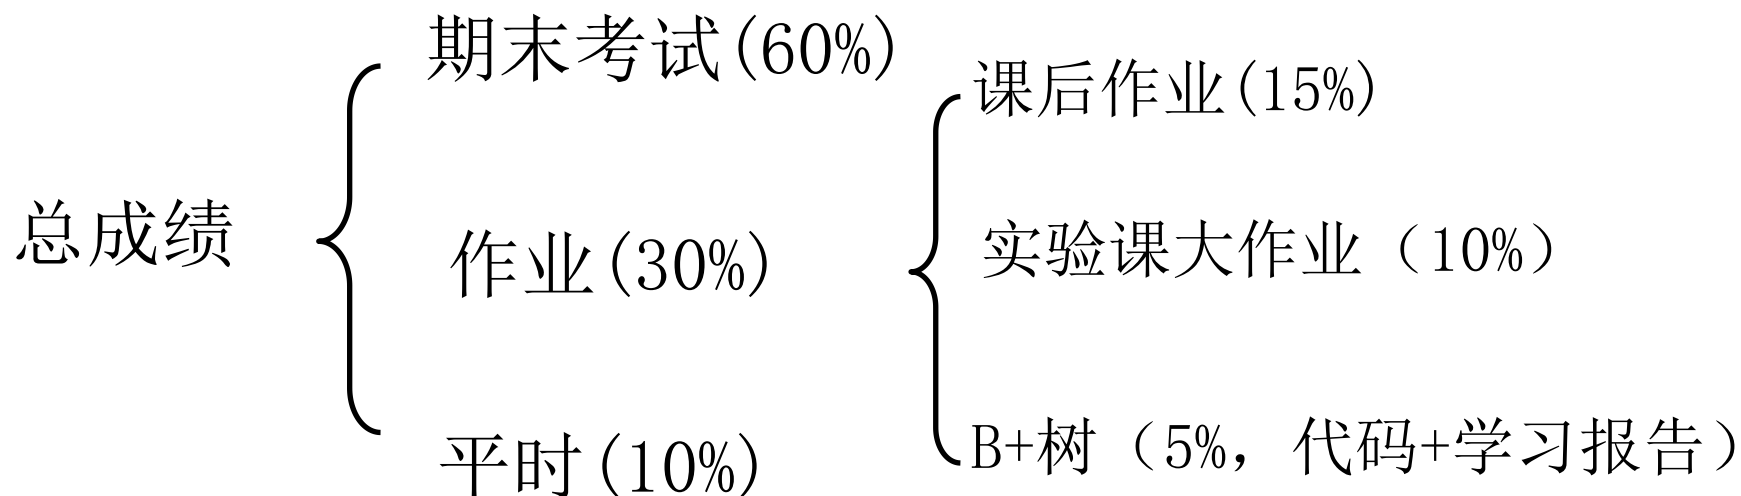 总成绩
期末考试(60%)
作业(30%)
平时(10%)
课后作业(15%)
实验课大作业（10%）
B+树（5%，代码+学习报告）